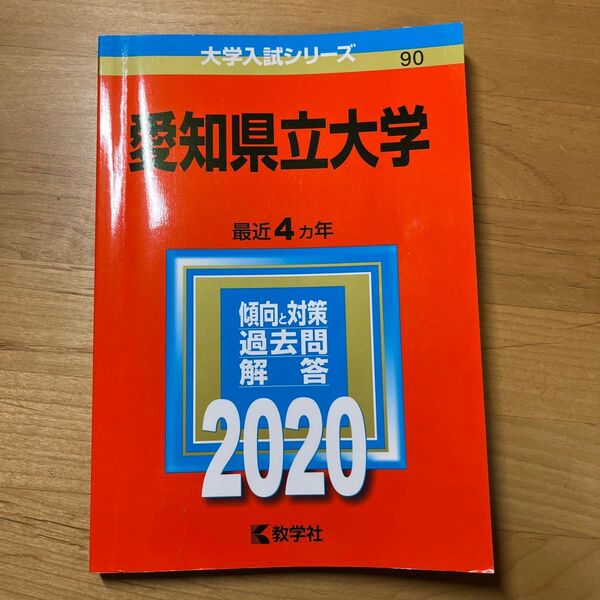 大学入試シリーズ
90
愛知県立大学
最近4カ年
傾向と対策
過去問
解答
2020
教学社